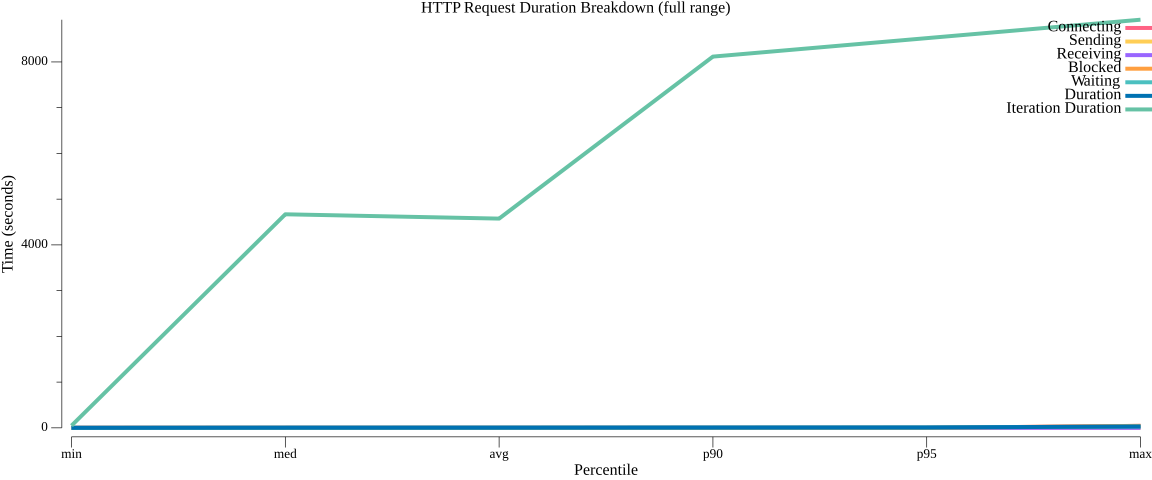 HTTP Request Duration Breakdown (full range)
Connecting
Sending
Receiving
Blocked
Waiting
Duration
Iteration Duration
8000
4000
0
Time (seconds)
min med avg p90 p95 max
Percentile